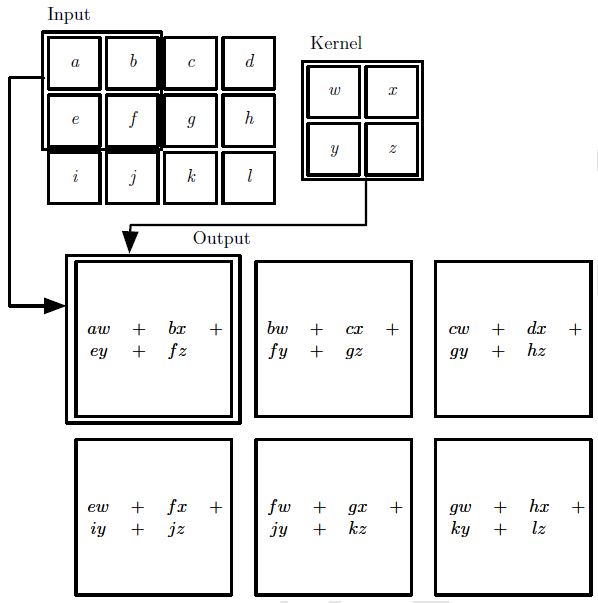 Input
a b c d
Kernel
w x
e f g h
y z
i j k l
Output
aw + bx +
ey + fz
bw + cx +
fy + gz
cw + dx +
gy + hz
ew + fx +
iy + jz
fw + gx +
jy + kz
gw + hx +
ky + lz